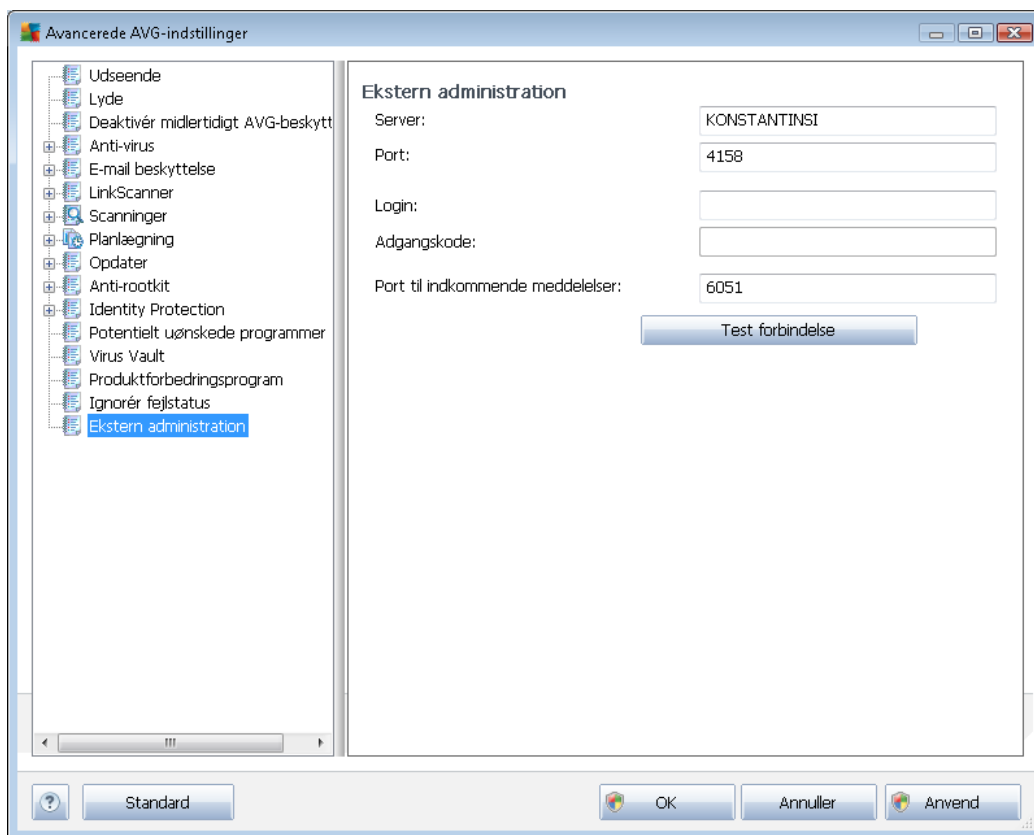 Avancerede AVG-indstillinger
Udseende
Lyde
Deaktivér midlertidigt AVG-beskytt
Anti-virus
E-mail beskyttelse
LinkScanner
Scanninger
Planlægning
Opdater
Anti-rootkit
Identity Protection
Potentielt uønskede programmer
Virus Vault
Produktforbedringsprogram
Ignorér fejlstatus
Ekstern administration
Ekstern administration
Server: KONSTANTINSI
Port: 4158
Login:
Adgangskode:
Port til indkommende meddelelser: 6051
Test forbindelse
? Standard OK Annuller Anvend